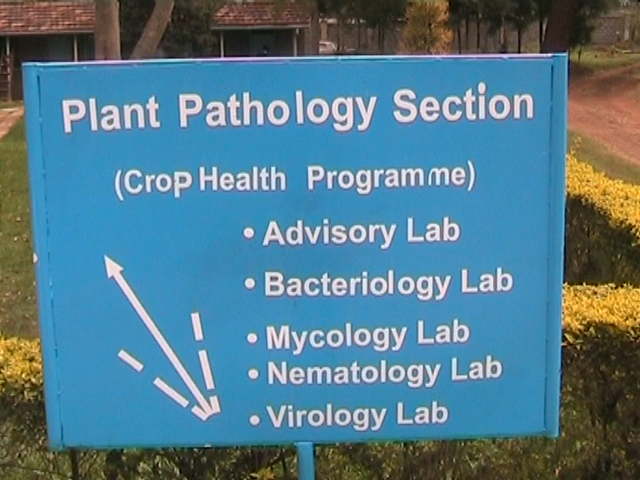 Plant Pathology Section
(Crop Health Programme)
• Advisory Lab
• Bacteriology Lab
• Mycology Lab
• Nematology Lab
• Virology Lab